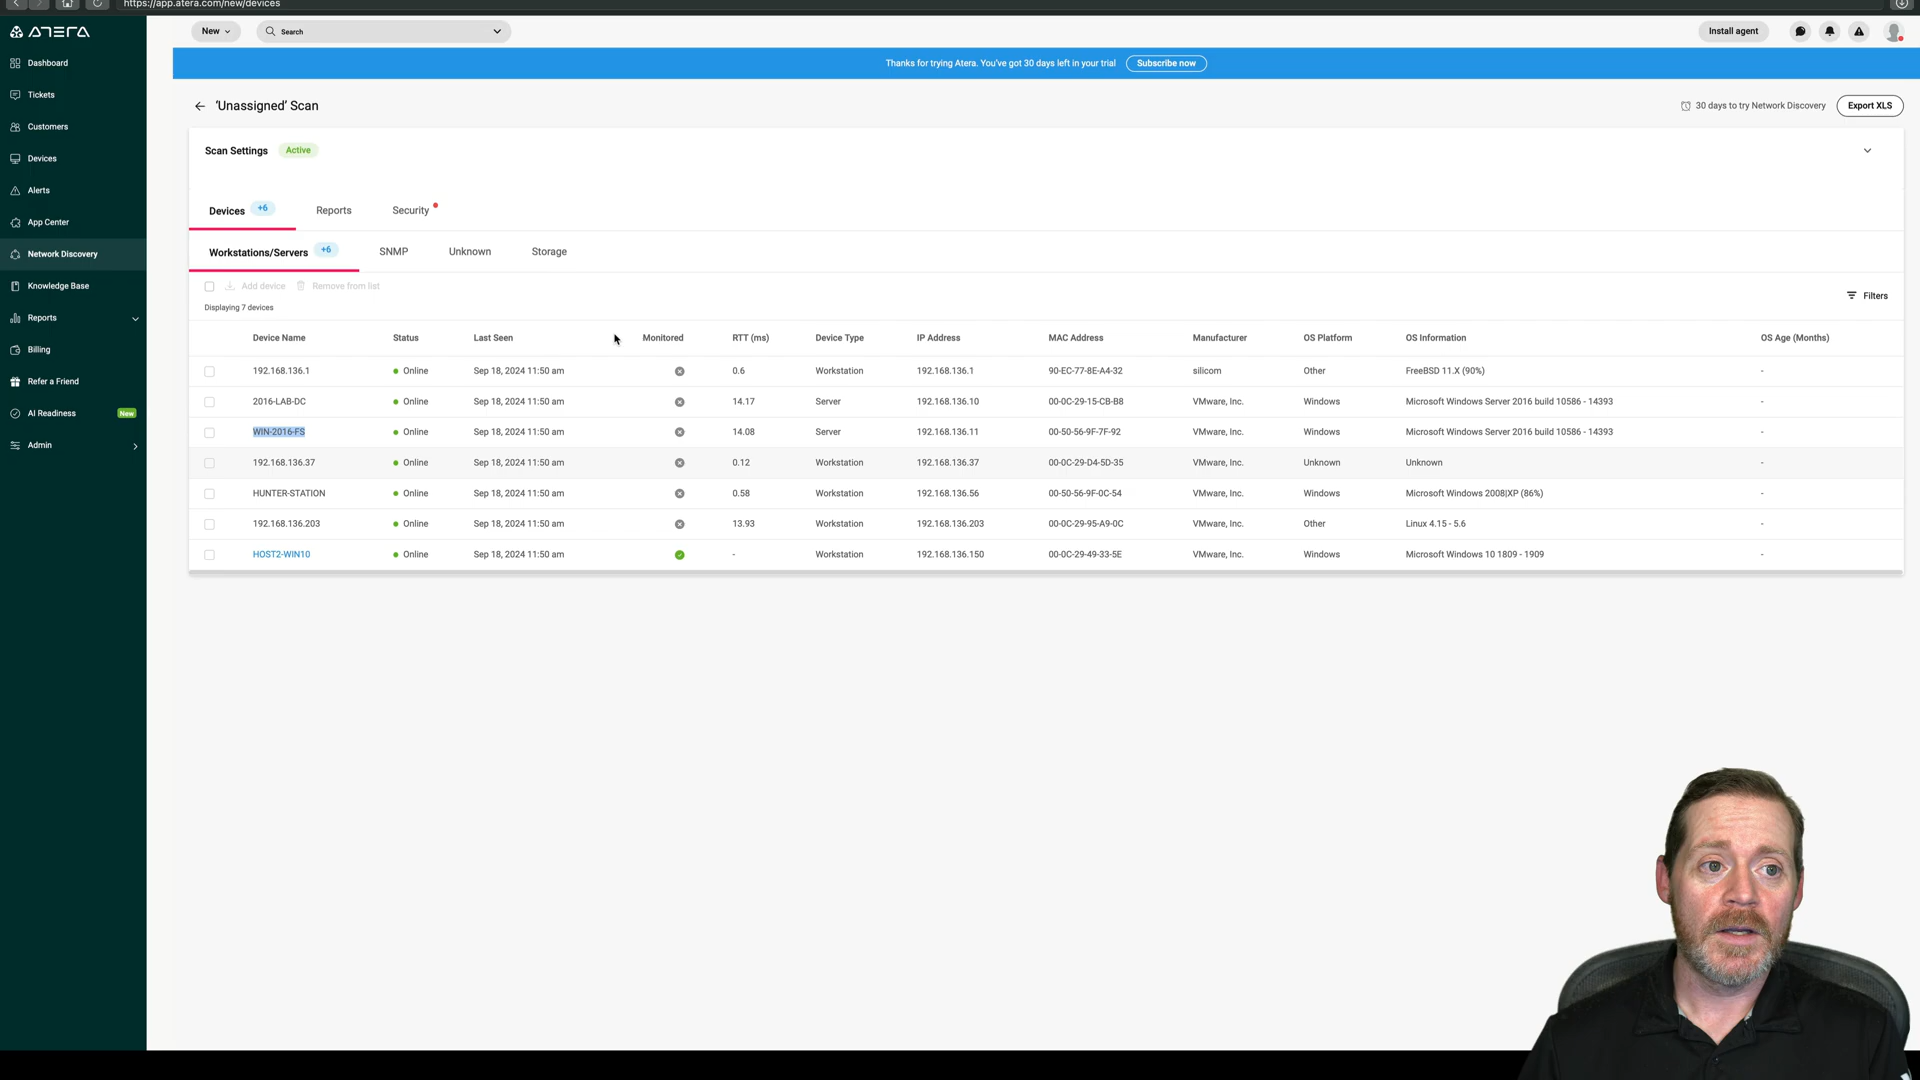 https://app.atera.com/new/devices
ATERA
New
Search
Install agent
Dashboard
Tickets
Customers
Devices
Alerts
App Center
Network Discovery
Knowledge Base
Reports
Billing
Refer a Friend
AI Readiness New
Admin
Thanks for trying Atera. You've got 30 days left in your trial Subscribe now
'Unassigned' Scan
30 days to try Network Discovery Export XLS
Scan Settings Active
Devices +6 Reports Security
Workstations/Servers +6 SNMP Unknown Storage
Add device Remove from list
Displaying 7 devices
Filters
Device Name Status Last Seen Monitored RTT (ms) Device Type IP Address MAC Address Manufacturer OS Platform OS Information OS Age (Months)
192.168.136.1 Online Sep 18, 2024 11:50 am 0.6 Workstation 192.168.136.1 90-EC-77-8E-A4-32 silicom Other FreeBSD 11.X (90%) -
2016-LAB-DC Online Sep 18, 2024 11:50 am 14.17 Server 192.168.136.10 00-0C-29-15-CB-B8 VMware, Inc. Windows Microsoft Windows Server 2016 build 10586 - 14393 -
WIN-2016-FS Online Sep 18, 2024 11:50 am 14.08 Server 192.168.136.11 00-50-56-9F-7F-92 VMware, Inc. Windows Microsoft Windows Server 2016 build 10586 - 14393 -
192.168.136.37 Online Sep 18, 2024 11:50 am 0.12 Workstation 192.168.136.37 00-0C-29-D4-5D-35 VMware, Inc. Unknown Unknown -
HUNTER-STATION Online Sep 18, 2024 11:50 am 0.58 Workstation 192.168.136.56 00-50-56-9F-0C-54 VMware, Inc. Windows Microsoft Windows 2008|XP (86%) -
192.168.136.203 Online Sep 18, 2024 11:50 am 13.93 Workstation 192.168.136.203 00-0C-29-95-A9-0C VMware, Inc. Other Linux 4.15 - 5.6 -
HOST2-WIN10 Online Sep 18, 2024 11:50 am - Workstation 192.168.136.150 00-0C-29-49-33-5E VMware, Inc. Windows Microsoft Windows 10 1809 - 1909 -